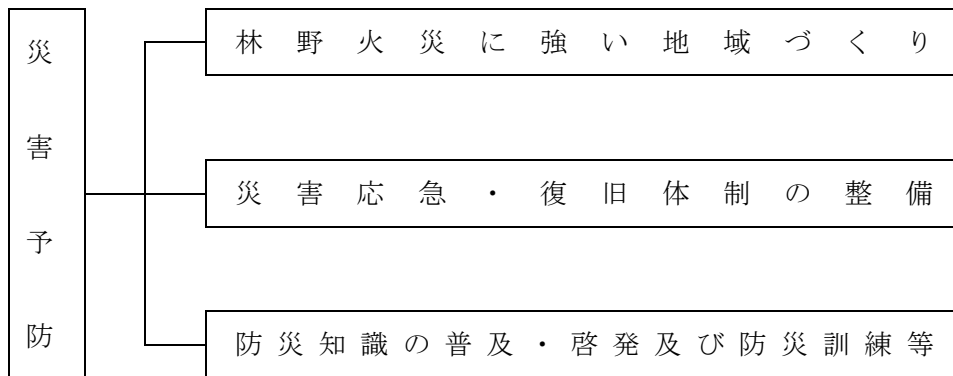 災害予防
林野火災に強い地域づくり
災害応急・復旧体制の整備
防災知識の普及・啓発及び防災訓練等